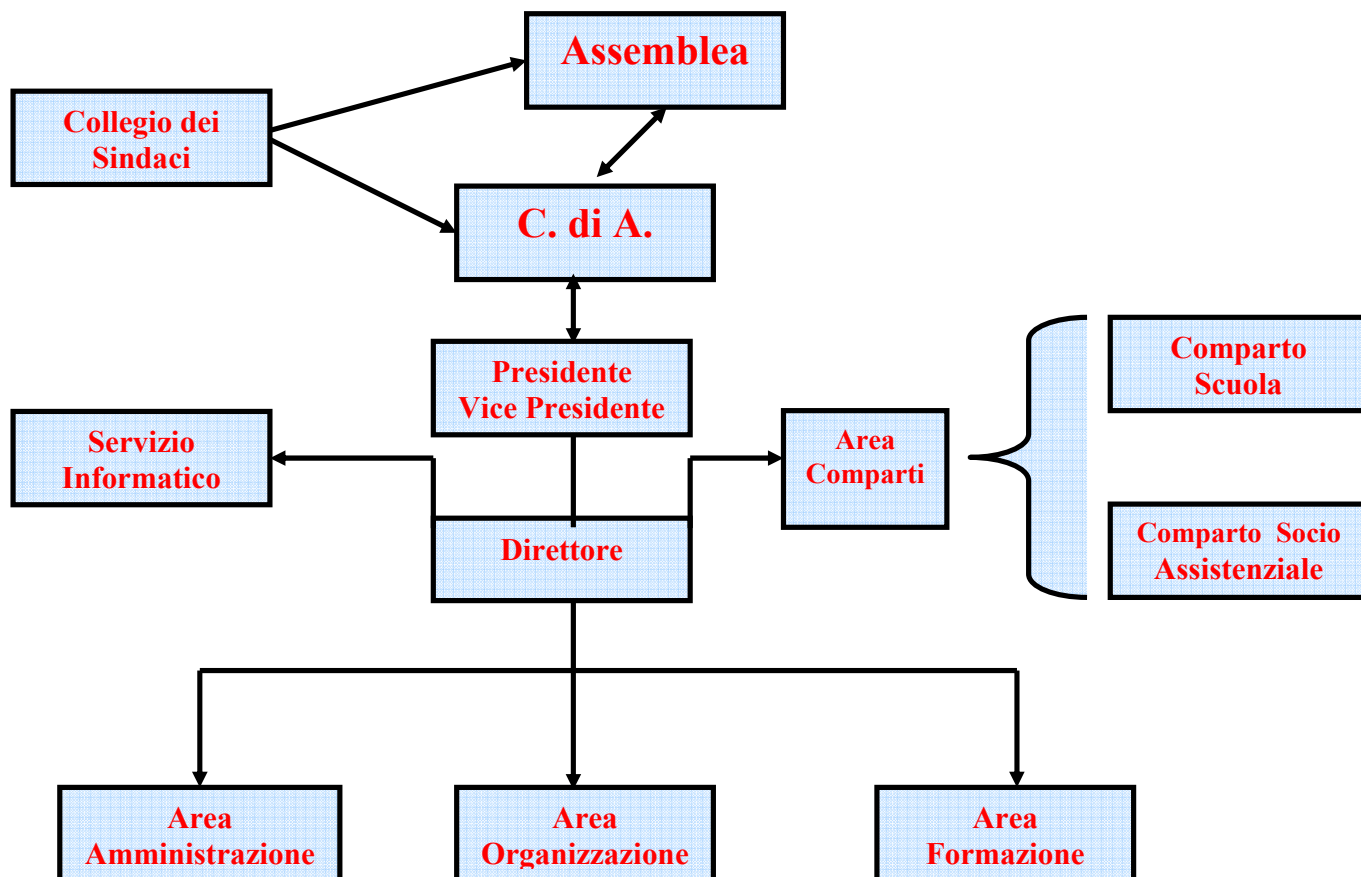 Assemblea
Collegio dei
Sindaci
C. di A.
Presidente
Vice Presidente
Servizio
Informatico
Area
Comparti
Comparto
Scuola
Direttore
Comparto Socio
Assistenziale
Area
Amministrazione
Area
Organizzazione
Area
Formazione